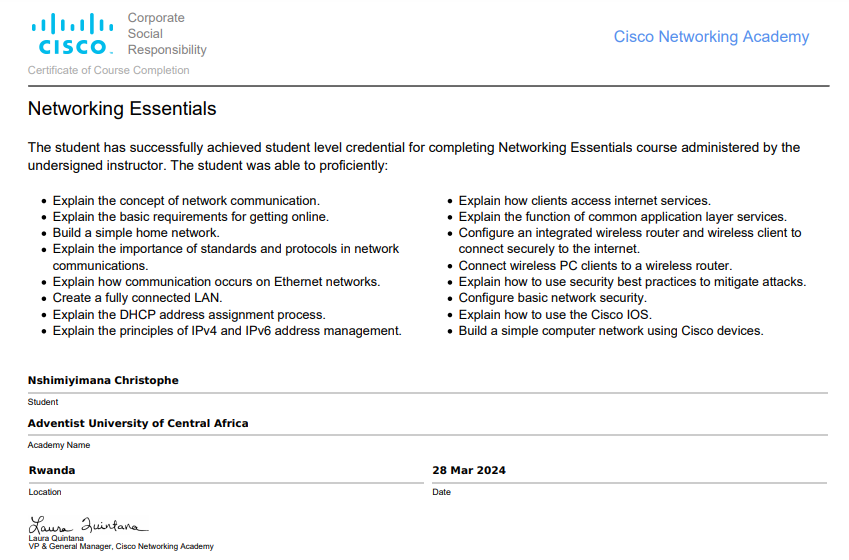 CISCO
Corporate
Social
Responsibility
Cisco Networking Academy
Certificate of Course Completion
Networking Essentials
The student has successfully achieved student level credential for completing Networking Essentials course administered by the
undersigned instructor. The student was able to proficiently:
• Explain the concept of network communication.
• Explain the basic requirements for getting online.
• Build a simple home network.
• Explain the importance of standards and protocols in network
communications.
• Explain how communication occurs on Ethernet networks.
• Create a fully connected LAN.
• Explain the DHCP address assignment process.
• Explain the principles of IPv4 and IPv6 address management.
• Explain how clients access internet services.
• Explain the function of common application layer services.
• Configure an integrated wireless router and wireless client to
connect securely to the internet.
• Connect wireless PC clients to a wireless router.
• Explain how to use security best practices to mitigate attacks.
• Configure basic network security.
• Explain how to use the Cisco IOS.
• Build a simple computer network using Cisco devices.
Nshimiyimana Christophe
Student
Adventist University of Central Africa
Academy Name
Rwanda
Location
28 Mar 2024
Date
Laura Quintana
Laura Quintana
VP & General Manager, Cisco Networking Academy